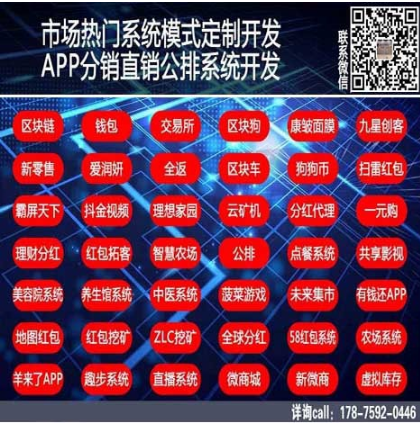 市场热门系统模式定制开发
APP分销直销公排系统开发
联系微信
区块链 钱包 交易所 区块狗 康皱面膜 九星创客
新零售 爱润妍 全返 区块车 狗狗币 扫雷红包
霸屏天下 抖金视频 理想家园 云矿机 分红代理 一元购
理财分红 红包拓客 智慧农场 公排 点餐系统 共享影视
美容院系统 养生馆系统 中医系统 菠菜游戏 未来集市 有钱还APP
地图红包 红包挖矿 ZLC挖矿 全球分红 58红包系统 农场系统
羊来了APP 趣步系统 直播系统 微商城 新微商 虚拟库存
详询call：178-7592-0446